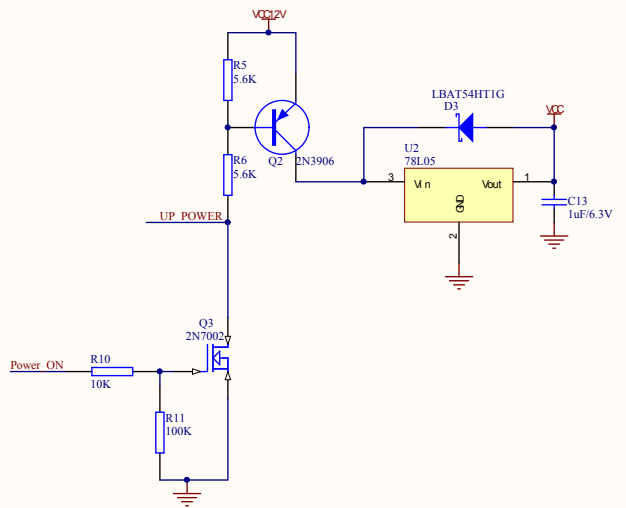 VCC12V
R5
5.6K
LBAT54HT1G
D3
VCC
Q2 2N3906
R6
5.6K
U2
78L05
3
Vin
Vout
1
GND
2
C13
1uF/6.3V
UP_POWER
Q3
2N7002
Power_ON
R10
10K
R11
100K